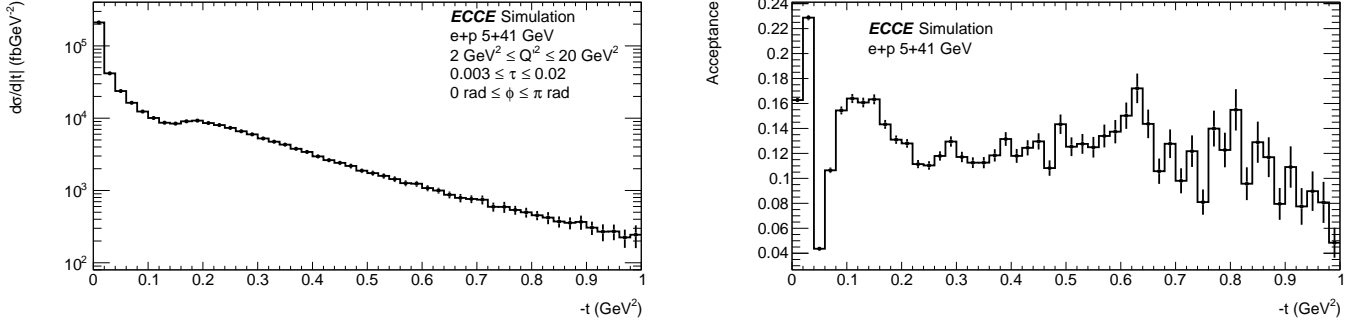 dσ/d|t| (fbGeV⁻²)
10⁵
10⁴
10³
10²
ECCE Simulation
e+p 5+41 GeV
2 GeV² ≤ Q'² ≤ 20 GeV²
0.003 ≤ τ ≤ 0.02
0 rad ≤ ϕ ≤ π rad
0 0.1 0.2 0.3 0.4 0.5 0.6 0.7 0.8 0.9 1
-t (GeV²)
Acceptance
0.24
0.22
0.2
0.18
0.16
0.14
0.12
0.1
0.08
0.06
0.04
ECCE Simulation
e+p 5+41 GeV
0 0.1 0.2 0.3 0.4 0.5 0.6 0.7 0.8 0.9 1
-t (GeV²)